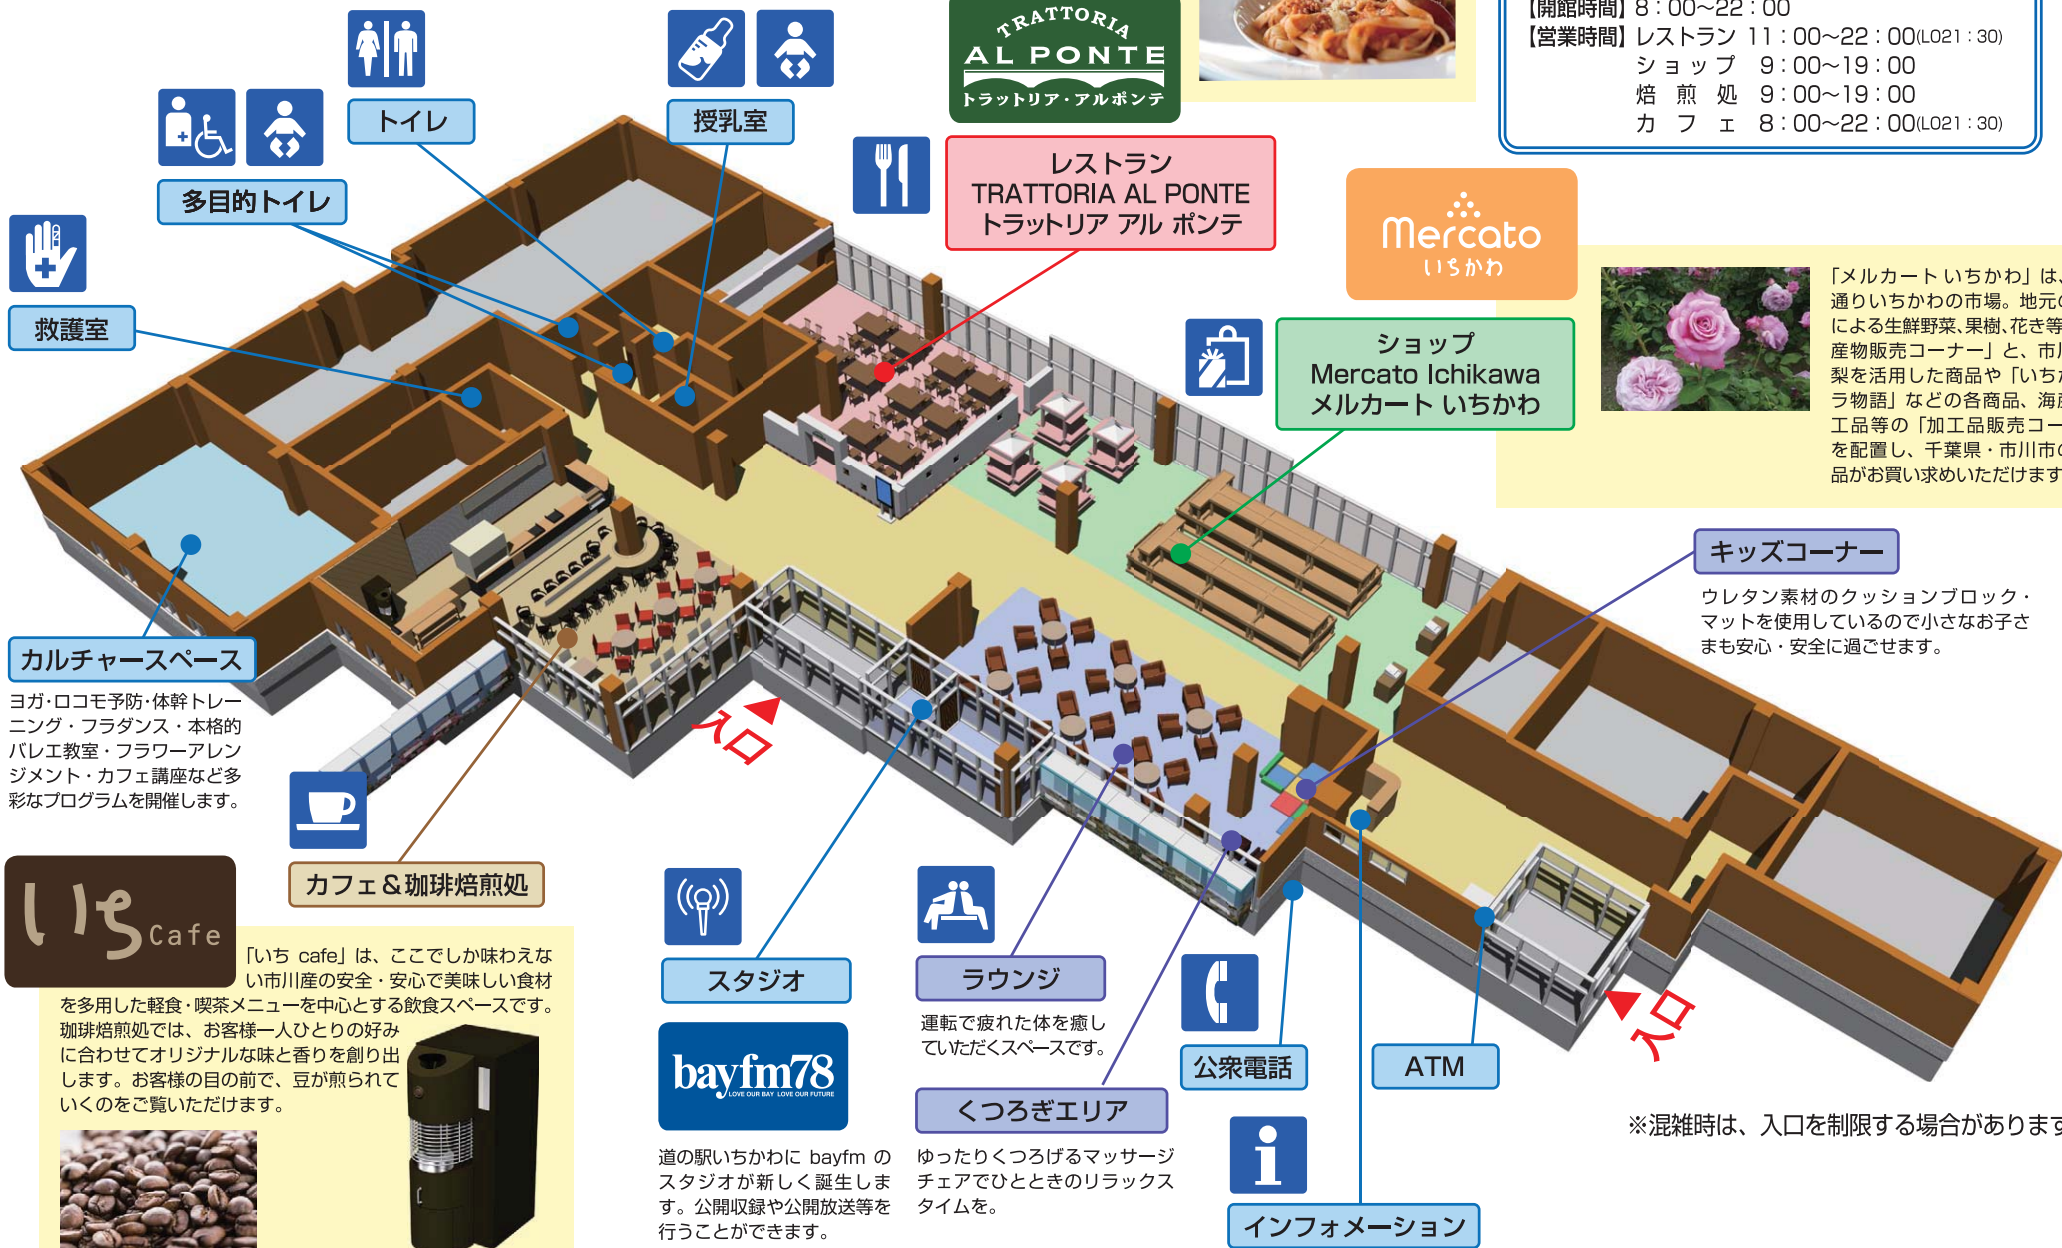 【開館時間】8：00～22：00
【営業時間】レストラン 11：00～22：00(LO21：30)
ショップ 9：00～19：00
焙煎処 9：00～19：00
カフェ 8：00～22：00(LO21：30)
TRATTORIA
AL PONTE
トラットリア・アルポンテ
トイレ
授乳室
多目的トイレ
救護室
レストラン
TRATTORIA AL PONTE
トラットリア アル ポンテ
mercato
いちかわ
ショップ
Mercato Ichikawa
メルカート いちかわ
「メルカート いちかわ」は、
通りいちかわの市場。地元の
による生鮮野菜、果樹、花き等
産物販売コーナー」と、市川
梨を活用した商品や「いちか
ラ物語」などの各商品、海産
工品等の「加工品販売コー
を配置し、千葉県・市川市の
品がお買い求めいただけます
キッズコーナー
ウレタン素材のクッションブロック・
マットを使用しているので小さなお子さ
まも安心・安全に過ごせます。
カルチャースペース
ヨガ・ロコモ予防・体幹トレー
ニング・フラダンス・本格的
バレエ教室・フラワーアレン
ジメント・カフェ講座など多
彩なプログラムを開催します。
入口
カフェ＆珈琲焙煎処
いち Cafe
「いち cafe」は、ここでしか味わえな
い市川産の安全・安心で美味しい食材
を多用した軽食・喫茶メニューを中心とする飲食スペースです。
珈琲焙煎処では、お客様一人ひとりの好み
に合わせてオリジナルな味と香りを創り出
します。お客様の目の前で、豆が煎られて
いくのをご覧いただけます。
スタジオ
bayfm78
LOVE OUR BAY LOVE OUR FUTURE
道の駅いちかわに bayfm の
スタジオが新しく誕生しま
す。公開収録や公開放送等を
行うことができます。
ラウンジ
運転で疲れた体を癒し
ていただくスペースです。
くつろぎエリア
ゆったりくつろげるマッサージ
チェアでひとときのリラックス
タイムを。
公衆電話
ATM
入口
インフォメーション
※混雑時は、入口を制限する場合があります